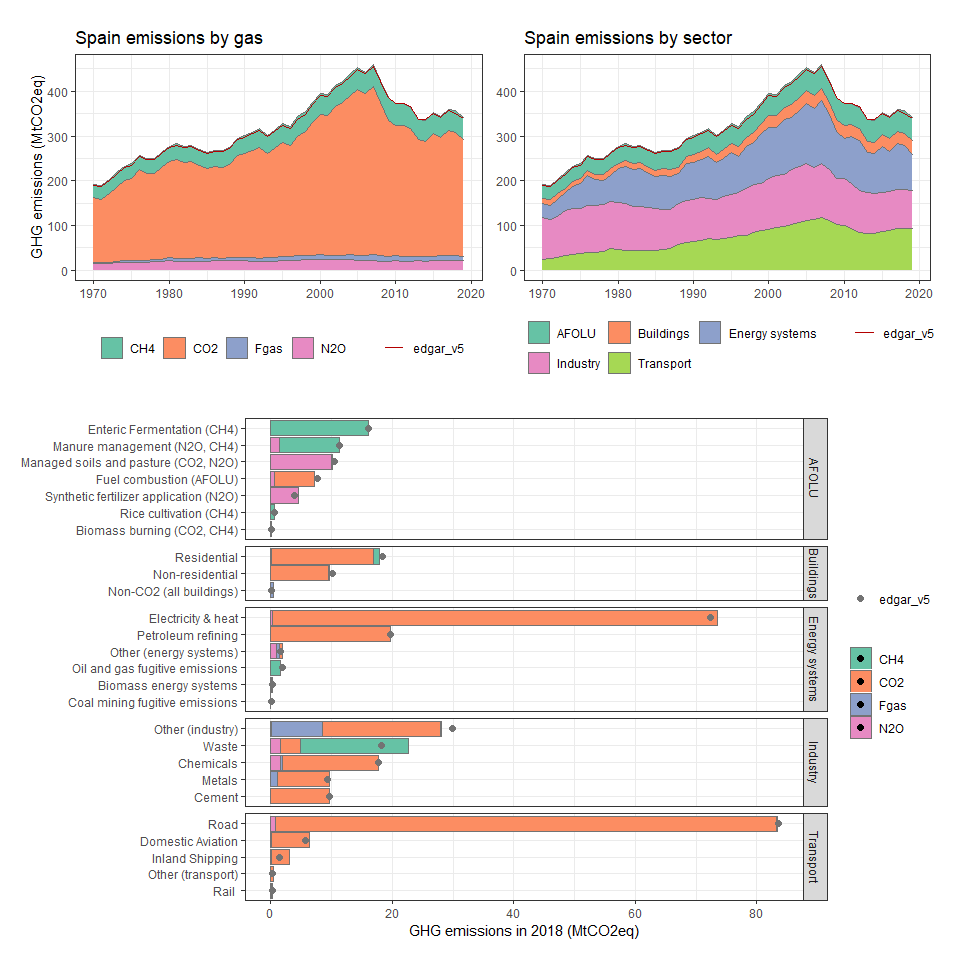 Spain emissions by gas
GHG emissions (MtCO2eq)
400
300
200
100
0
1970
1980
1990
2000
2010
2020
CH4
CO2
Fgas
N2O
edgar_v5
Spain emissions by sector
400
300
200
100
0
1970
1980
1990
2000
2010
2020
AFOLU
Buildings
Energy systems
edgar_v5
Industry
Transport
Enteric Fermentation (CH4)
Manure management (N2O, CH4)
Managed soils and pasture (CO2, N2O)
Fuel combustion (AFOLU)
Synthetic fertilizer application (N2O)
Rice cultivation (CH4)
Biomass burning (CO2, CH4)
AFOLU
Residential
Non-residential
Non-CO2 (all buildings)
Buildings
Electricity & heat
Petroleum refining
Other (energy systems)
Oil and gas fugitive emissions
Biomass energy systems
Coal mining fugitive emissions
Energy systems
Other (industry)
Waste
Chemicals
Metals
Cement
Industry
Road
Domestic Aviation
Inland Shipping
Other (transport)
Rail
Transport
0
20
40
60
80
GHG emissions in 2018 (MtCO2eq)
edgar_v5
CH4
CO2
Fgas
N2O